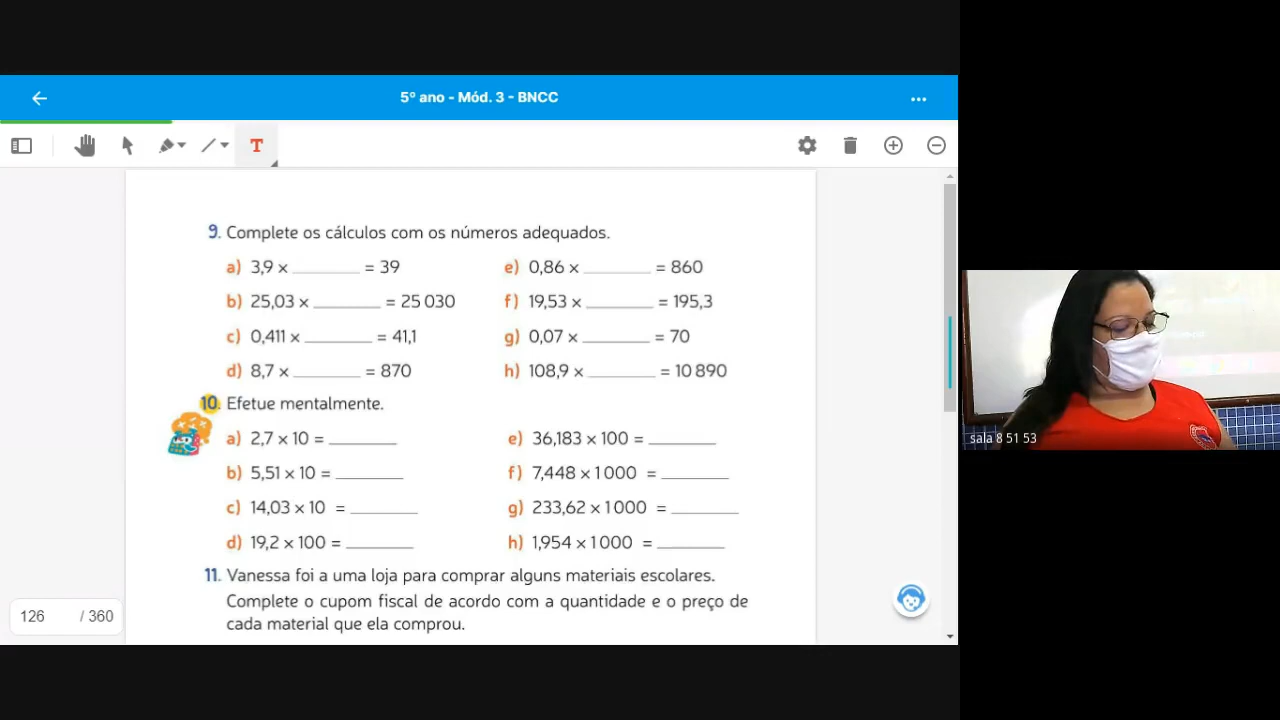 5º ano - Mód. 3 - BNCC
T
9. Complete os cálculos com os números adequados.
a) 3,9 × ________ = 39
b) 25,03 × ________ = 25 030
c) 0,411 × ________ = 41,1
d) 8,7 × ________ = 870
e) 0,86 × ________ = 860
f) 19,53 × ________ = 195,3
g) 0,07 × ________ = 70
h) 108,9 × ________ = 10 890
10. Efetue mentalmente.
a) 2,7 × 10 = ________
b) 5,51 × 10 = ________
c) 14,03 × 10 = ________
d) 19,2 × 100 = ________
e) 36,183 × 100 = ________
f) 7,448 × 1 000 = ________
g) 233,62 × 1 000 = ________
h) 1,954 × 1 000 = ________
11. Vanessa foi a uma loja para comprar alguns materiais escolares.
Complete o cupom fiscal de acordo com a quantidade e o preço de
cada material que ela comprou.
126 / 360
sala 8 51 53